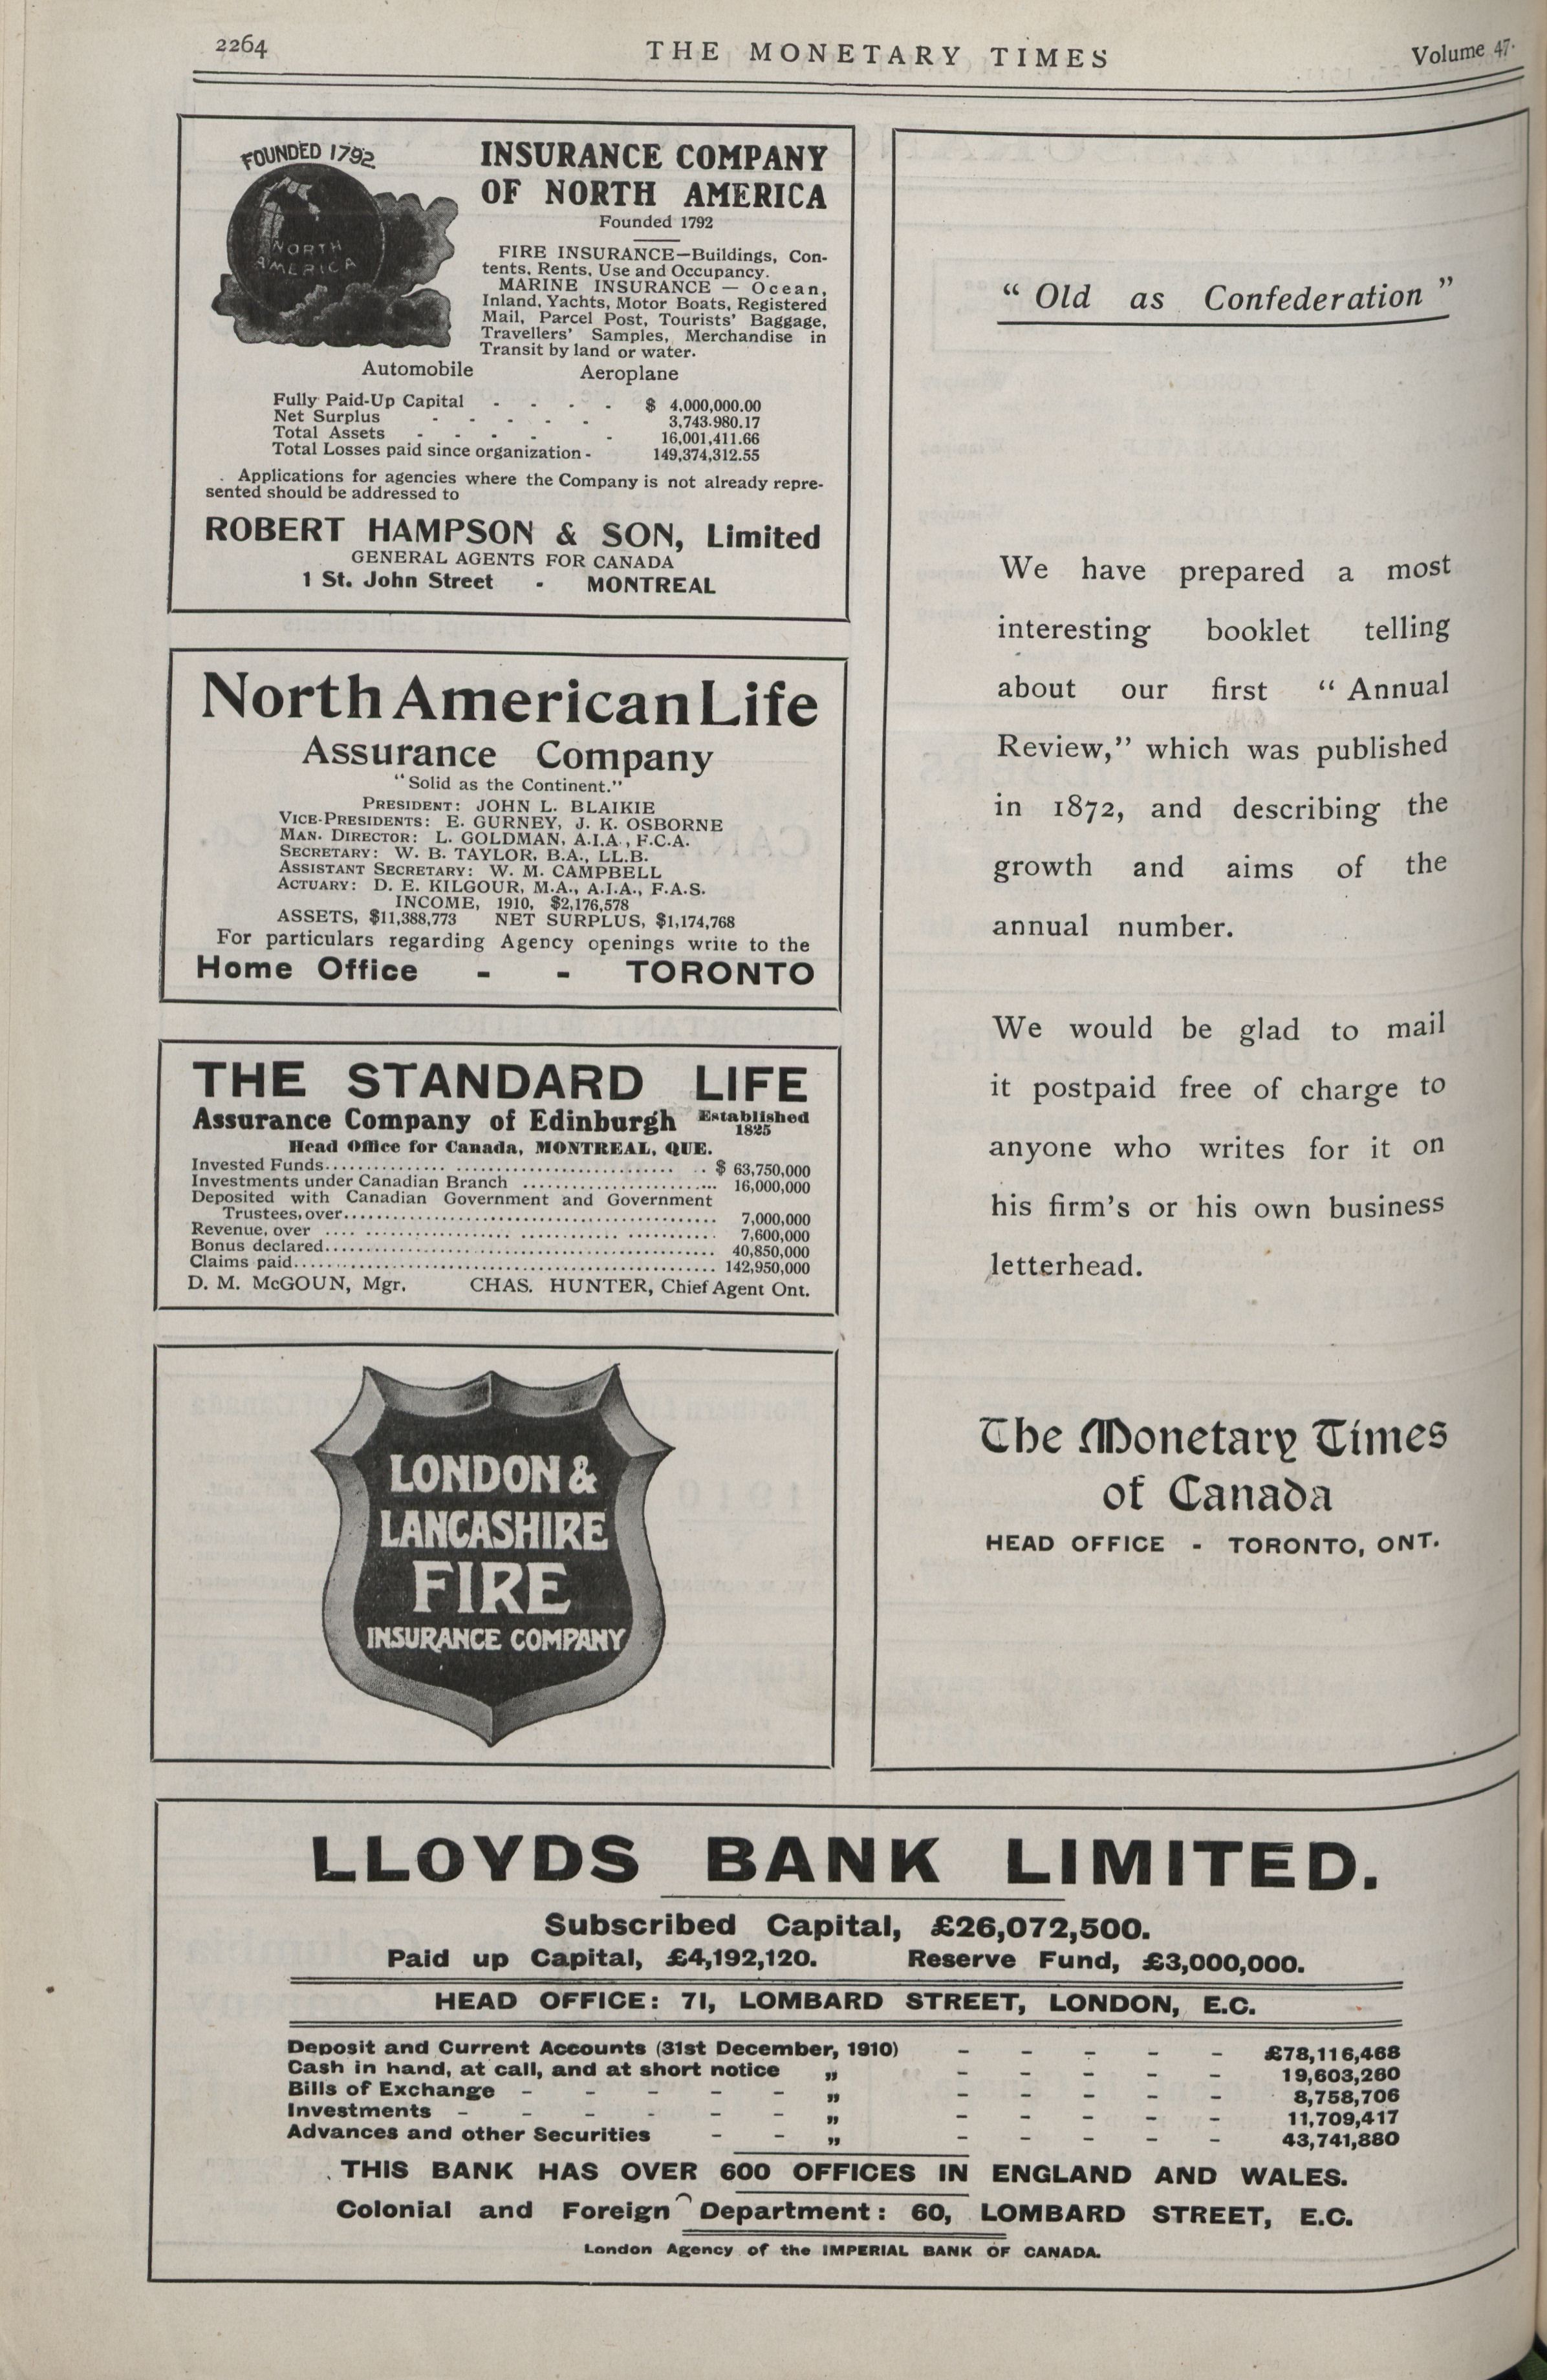 2264
THE MONETARY TIMES
Volume 47.
FOUNDED 1792
NORTH
AMERICA
INSURANCE COMPANY
OF NORTH AMERICA
Founded 1792
FIRE INSURANCE—Buildings, Con-
tents, Rents, Use and Occupancy.
MARINE INSURANCE — Ocean,
Inland, Yachts, Motor Boats, Registered
Mail, Parcel Post, Tourists' Baggage,
Travellers' Samples, Merchandise in
Transit by land or water.
Automobile Aeroplane
Fully Paid-Up Capital - - - - $ 4,000,000.00
Net Surplus - - - - - 3,743.980.17
Total Assets - - - - - 16,001,411.66
Total Losses paid since organization - 149,374,312.55
Applications for agencies where the Company is not already repre-
sented should be addressed to
ROBERT HAMPSON & SON, Limited
GENERAL AGENTS FOR CANADA
1 St. John Street - MONTREAL
North American Life
Assurance Company
"Solid as the Continent."
PRESIDENT: JOHN L. BLAIKIE
VICE-PRESIDENTS: E. GURNEY, J. K. OSBORNE
MAN. DIRECTOR: L. GOLDMAN, A.I.A., F.C.A.
SECRETARY: W. B. TAYLOR, B.A., LL.B.
ASSISTANT SECRETARY: W. M. CAMPBELL
ACTUARY: D. E. KILGOUR, M.A., A.I.A., F.A.S.
INCOME, 1910, $2,176,578
ASSETS, $11,388,773 NET SURPLUS, $1,174,768
For particulars regarding Agency openings write to the
Home Office - - TORONTO
THE STANDARD LIFE
Assurance Company of Edinburgh Established 1825
Head Office for Canada, MONTREAL, QUE.
Invested Funds.......................................... $ 63,750,000
Investments under Canadian Branch ......................... 16,000,000
Deposited with Canadian Government and Government
Trustees, over................................................ 7,000,000
Revenue, over ................................................ 7,600,000
Bonus declared................................................ 40,850,000
Claims paid................................................ 142,950,000
D. M. McGOUN, Mgr. CHAS. HUNTER, Chief Agent Ont.
LONDON &
LANCASHIRE
FIRE
INSURANCE COMPANY
"Old as Confederation"
We have prepared a most
interesting booklet telling
about our first "Annual
Review," which was published
in 1872, and describing the
growth and aims of the
annual number.
We would be glad to mail
it postpaid free of charge to
anyone who writes for it on
his firm's or his own business
letterhead.
The Monetary Times
of Canada
HEAD OFFICE - TORONTO, ONT.
LLOYDS BANK LIMITED.
Subscribed Capital, £26,072,500.
Paid up Capital, £4,192,120. Reserve Fund, £3,000,000.
HEAD OFFICE: 71, LOMBARD STREET, LONDON, E.C.
Deposit and Current Accounts (31st December, 1910) - - - - - £78,116,468
Cash in hand, at call, and at short notice „ - - - - - 19,603,260
Bills of Exchange - - - - - „ - - - - - 8,758,706
Investments - - - - - - „ - - - - - 11,709,417
Advances and other Securities - - „ - - - - - 43,741,880
THIS BANK HAS OVER 600 OFFICES IN ENGLAND AND WALES.
Colonial and Foreign Department: 60, LOMBARD STREET, E.C.
London Agency of the IMPERIAL BANK OF CANADA.